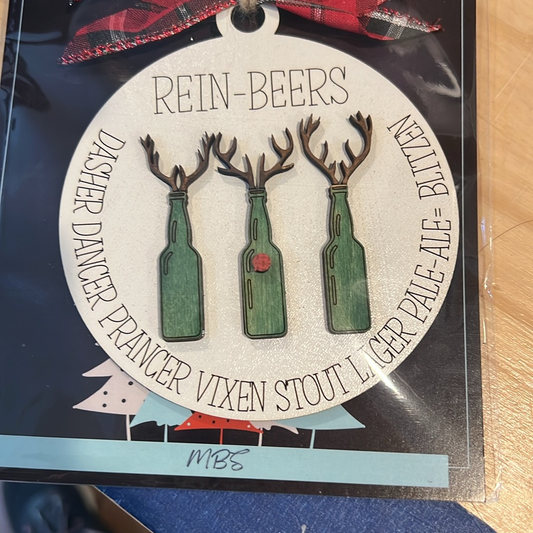 REIN-BEERS
DASHER DANCER PRANCER VIXEN STOUT LAGER PALE-ALE= BLITZEN
MBS